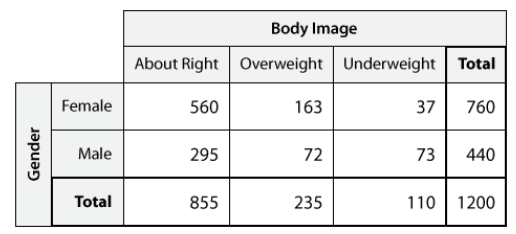 Body Image
About Right Overweight Underweight Total
Gender
Female 560 163 37 760
Male 295 72 73 440
Total 855 235 110 1200